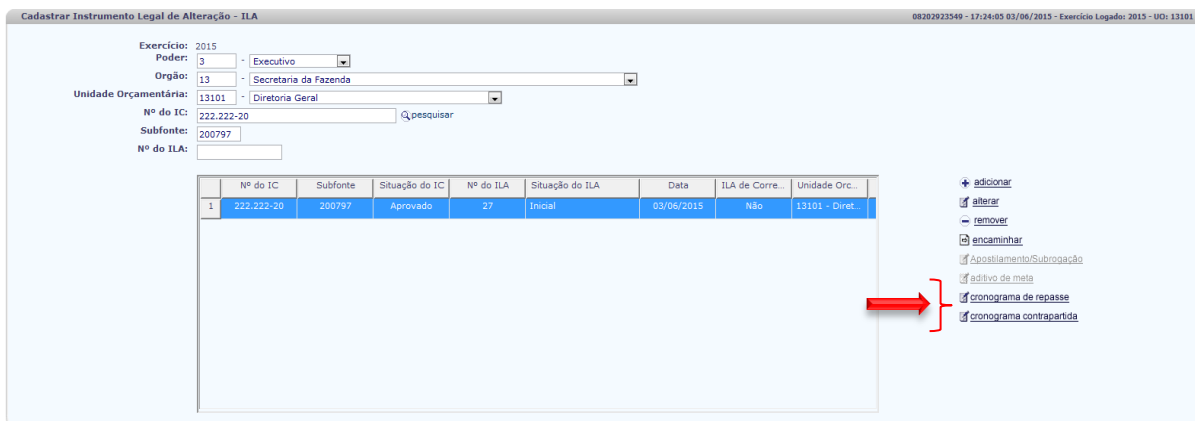 Cadastrar Instrumento Legal de Alteração - ILA 08202923549 - 17:24:05 03/06/2015 - Exercício Logado: 2015 - UO: 13101
Exercício: 2015
Poder: 3 - Executivo
Orgão: 13 - Secretaria da Fazenda
Unidade Orçamentária: 13101 - Diretoria Geral
Nº do IC: 222.222-20 pesquisar
Subfonte: 200797
Nº do ILA:
Nº do IC Subfonte Situação do IC Nº do ILA Situação do ILA Data ILA de Corre... Unidade Orc...
1 222.222-20 200797 Aprovado 27 Inicial 03/06/2015 Não 13101 - Diret...
adicionar
alterar
remover
encaminhar
Apostilamento/Subrogação
aditivo de meta
cronograma de repasse
cronograma contrapartida